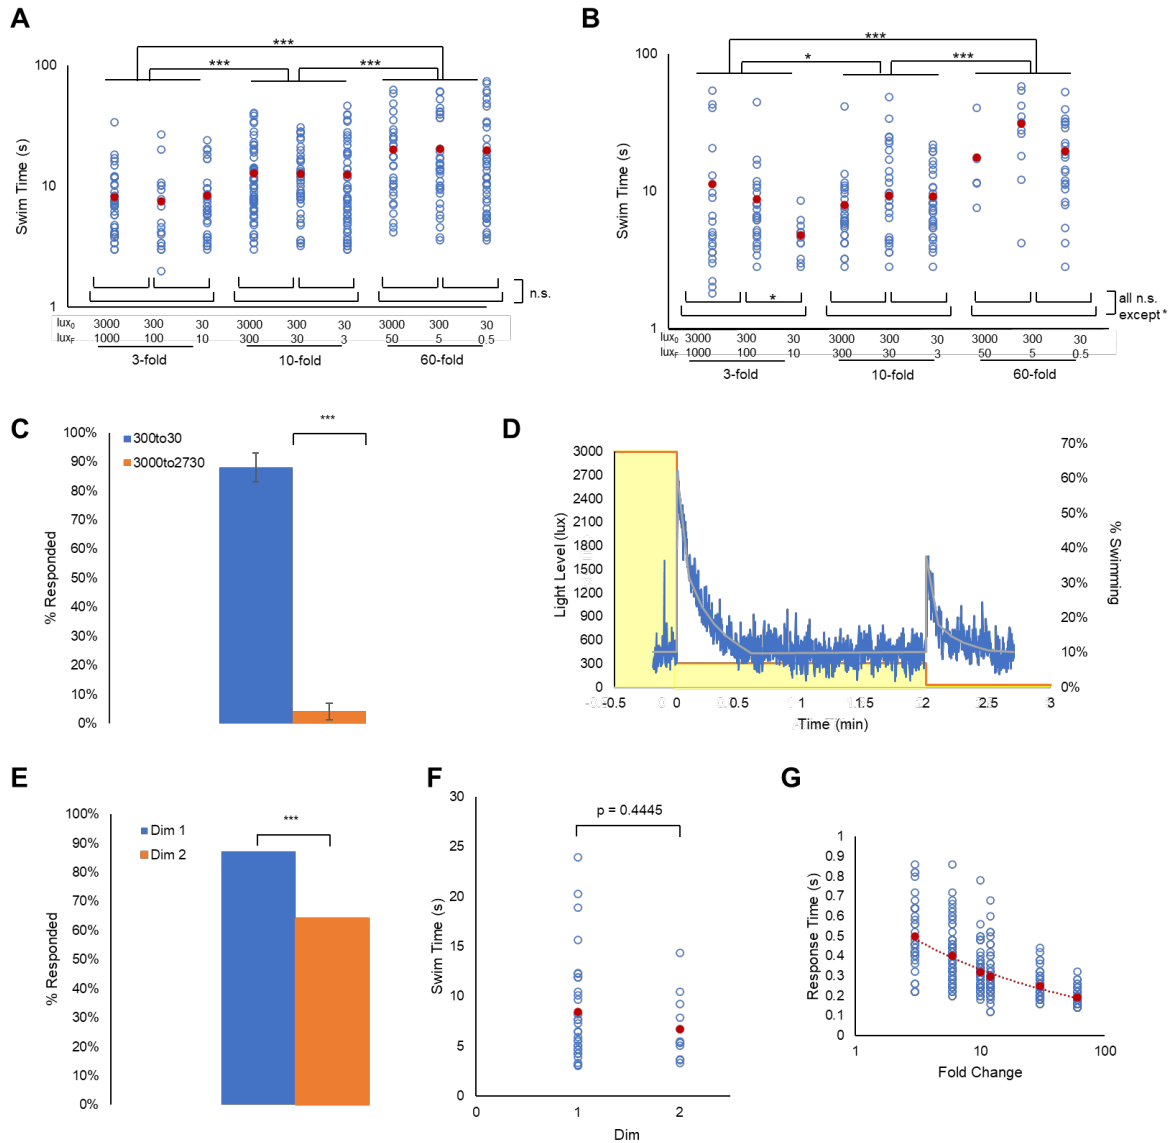 A
***
***
***
100
10
1
Swim Time (s)
n.s.
lux0 3000 300 30 3000 300 30 3000 300 30
luxF 1000 100 10 300 30 3 50 5 0.5
3-fold 10-fold 60-fold
B
***
*
***
100
10
1
Swim Time (s)
*
all n.s.
except *
lux0 3000 300 30 3000 300 30 3000 300 30
luxF 1000 100 10 300 30 3 50 5 0.5
3-fold 10-fold 60-fold
C
300to30
3000to2730
***
100%
90%
80%
70%
60%
50%
40%
30%
20%
10%
0%
% Responded
D
3000
2700
2400
2100
1800
1500
1200
900
600
300
0
Light Level (lux)
70%
60%
50%
40%
30%
20%
10%
0%
% Swimming
-0.5 0 0.5 1 1.5 2 2.5 3
Time (min)
E
Dim 1
Dim 2
***
100%
90%
80%
70%
60%
50%
40%
30%
20%
10%
0%
% Responded
F
p = 0.4445
30
25
20
15
10
5
0
Swim Time (s)
0 1 2
Dim
G
1
0.9
0.8
0.7
0.6
0.5
0.4
0.3
0.2
0.1
0
Response Time (s)
1 10 100
Fold Change